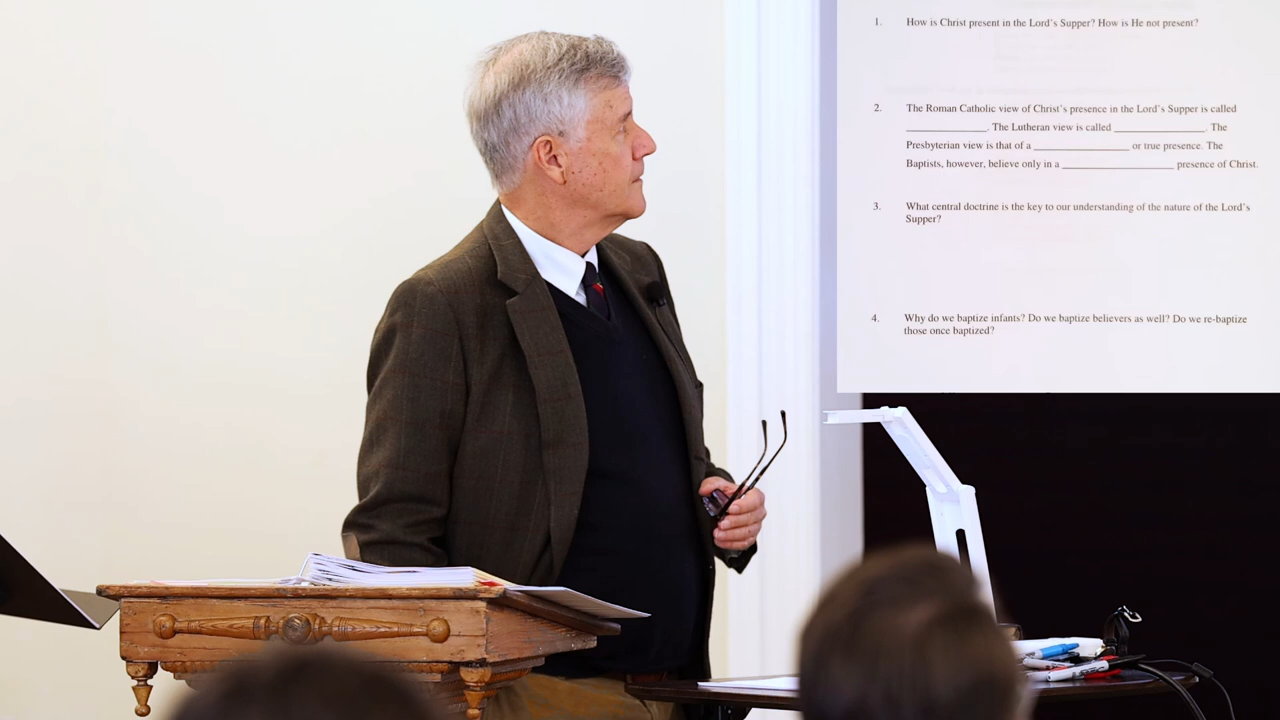 1. How is Christ present in the Lord's Supper? How is He not present?
2. The Roman Catholic view of Christ's presence in the Lord's Supper is called
______________. The Lutheran view is called ________________. The
Presbyterian view is that of a _________________ or true presence. The
Baptists, however, believe only in a ____________________ presence of Christ.
3. What central doctrine is the key to our understanding of the nature of the Lord's
Supper?
4. Why do we baptize infants? Do we baptize believers as well? Do we re-baptize
those once baptized?